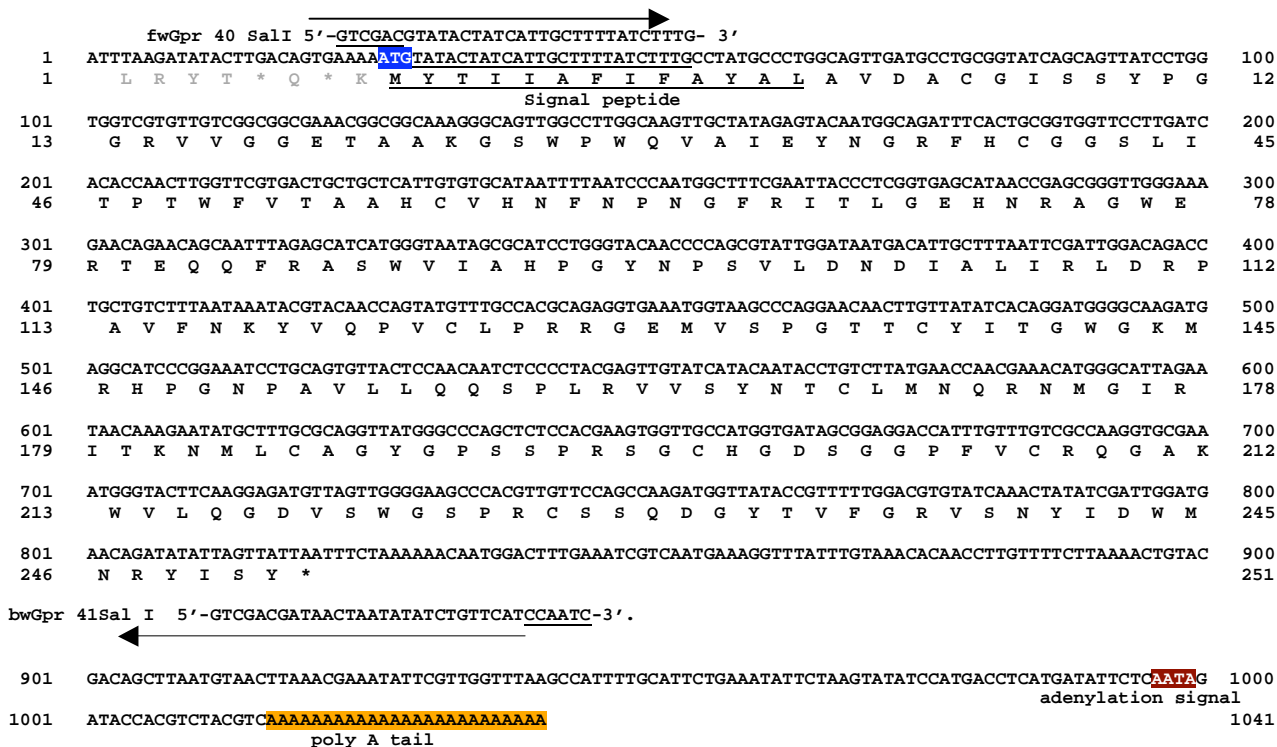 fwGpr 40 SalI 5’-GTCGACGTATACTATCATTGCTTTTATCTTTG- 3’
1 ATTTAAGATATACTTGACAGTGAAAAATGTATACTATCATTGCTTTTATCTTTGCCTATGCCCTGGCAGTTGATGCCTGCGGTATCAGCAGTTATCCTGG 100
1 L R Y T * Q * K M Y T I I A F I F A Y A L A V D A C G I S S Y P G 12
Signal peptide
101 TGGTCGTGTTGTCGGCGGCGAAACGGCGGCAAAGGGCAGTTGGCCTTGGCAAGTTGCTATAGAGTACAATGGCAGATTTCACTGCGGTGGTTCCTTGATC 200
13 G R V V G G E T A A K G S W P W Q V A I E Y N G R F H C G G S L I 45
201 ACACCAACTTGGTTCGTGACTGCTGCTCATTGTGTGCATAATTTTAATCCCAATGGCTTTCGAATTACCCTCGGTGAGCATAACCGAGCGGGTTGGGAAA 300
46 T P T W F V T A A H C V H N F N P N G F R I T L G E H N R A G W E 78
301 GAACAGAACAGCAATTTAGAGCATCATGGGTAATAGCGCATCCTGGGTACAACCCCAGCGTATTGGATAATGACATTGCTTTAATTCGATTGGACAGACC 400
79 R T E Q Q F R A S W V I A H P G Y N P S V L D N D I A L I R L D R P 112
401 TGCTGTCTTTAATAAATACGTACAACCAGTATGTTTGCCACGCAGAGGTGAAATGGTAAGCCCAGGAACAACTTGTTATATCACAGGATGGGGCAAGATG 500
113 A V F N K Y V Q P V C L P R R G E M V S P G T T C Y I T G W G K M 145
501 AGGCATCCCGGAAATCCTGCAGTGTTACTCCAACAATCTCCCCTACGAGTTGTATCATACAATACCTGTCTTATGAACCAACGAAACATGGGCATTAGAA 600
146 R H P G N P A V L L Q Q S P L R V V S Y N T C L M N Q R N M G I R 178
601 TAACAAAGAATATGCTTTGCGCAGGTTATGGGCCCAGCTCTCCACGAAGTGGTTGCCATGGTGATAGCGGAGGACCATTTGTTTGTCGCCAAGGTGCGAA 700
179 I T K N M L C A G Y G P S S P R S G C H G D S G G P F V C R Q G A K 212
701 ATGGGTACTTCAAGGAGATGTTAGTTGGGGAAGCCCACGTTGTTCCAGCCAAGATGGTTATACCGTTTTTGGACGTGTATCAAACTATATCGATTGGATG 800
213 W V L Q G D V S W G S P R C S S Q D G Y T V F G R V S N Y I D W M 245
801 AACAGATATATTAGTTATTAATTTCTAAAAAACAATGGACTTTGAAATCGTCAATGAAAGGTTTATTTGTAAACACAACCTTGTTTTCTTAAAACTGTAC 900
246 N R Y I S Y * 251
bwGpr 41Sal I 5’-GTCGACGATAACTAATATATCTGTTCATCCAATC-3’.
901 GACAGCTTAATGTAACTTAAACGAAATATTCGTTGGTTTAAGCCATTTTGCATTCTGAAATATTCTAAGTATATCCATGACCTCATGATATTCTCAATAG 1000
adenylation signal
1001 ATACCACGTCTACGTCAAAAAAAAAAAAAAAAAAAAAAAAA 1041
poly A tail